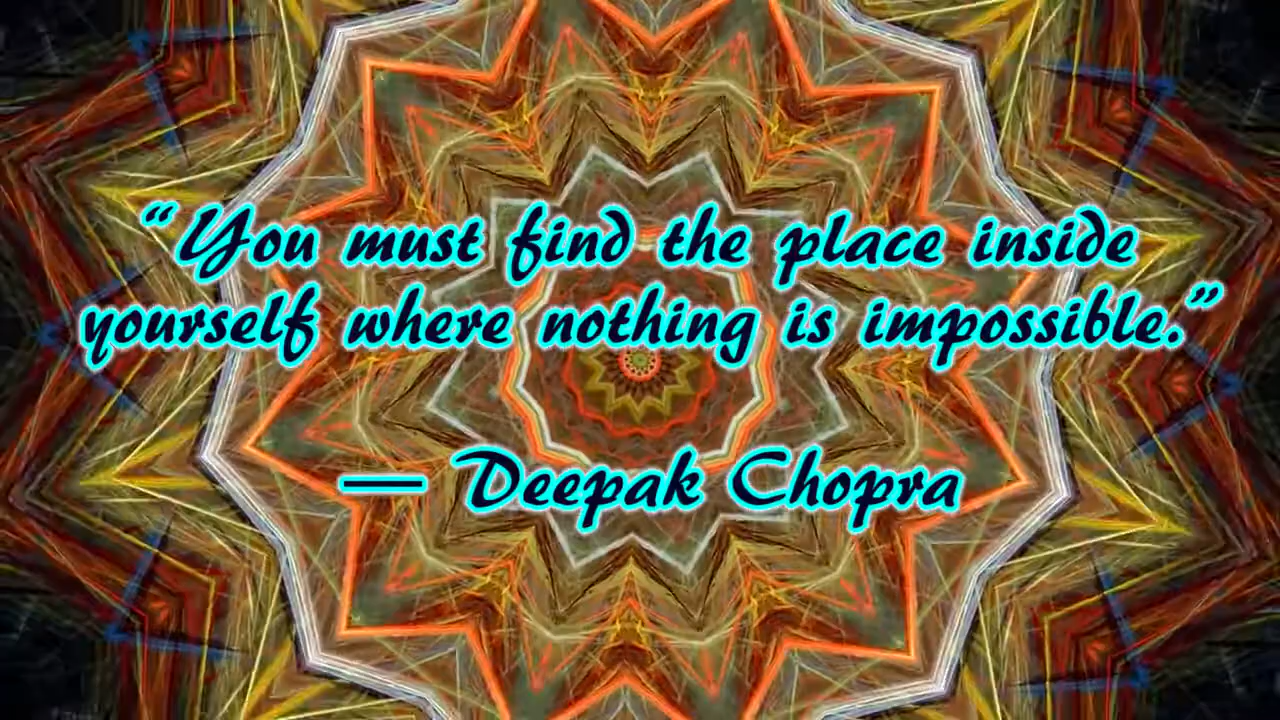 “You must find the place inside
yourself where nothing is impossible.”
— Deepak Chopra